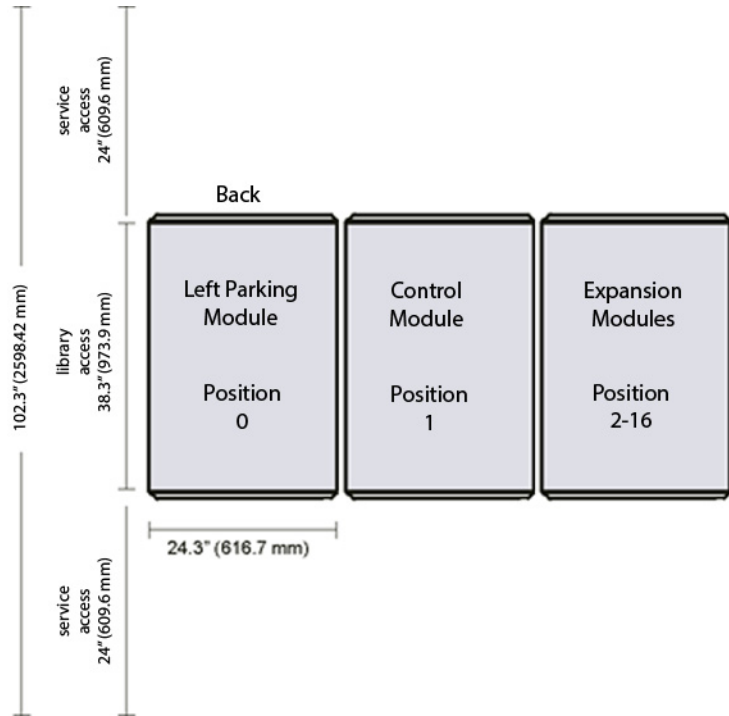 102.3" (2598.42 mm)
service
access
24" (609.6 mm)
library
access
38.3" (973.9 mm)
service
access
24" (609.6 mm)
Back
Left Parking
Module
Position
0
Control
Module
Position
1
Expansion
Modules
Position
2-16
24.3" (616.7 mm)